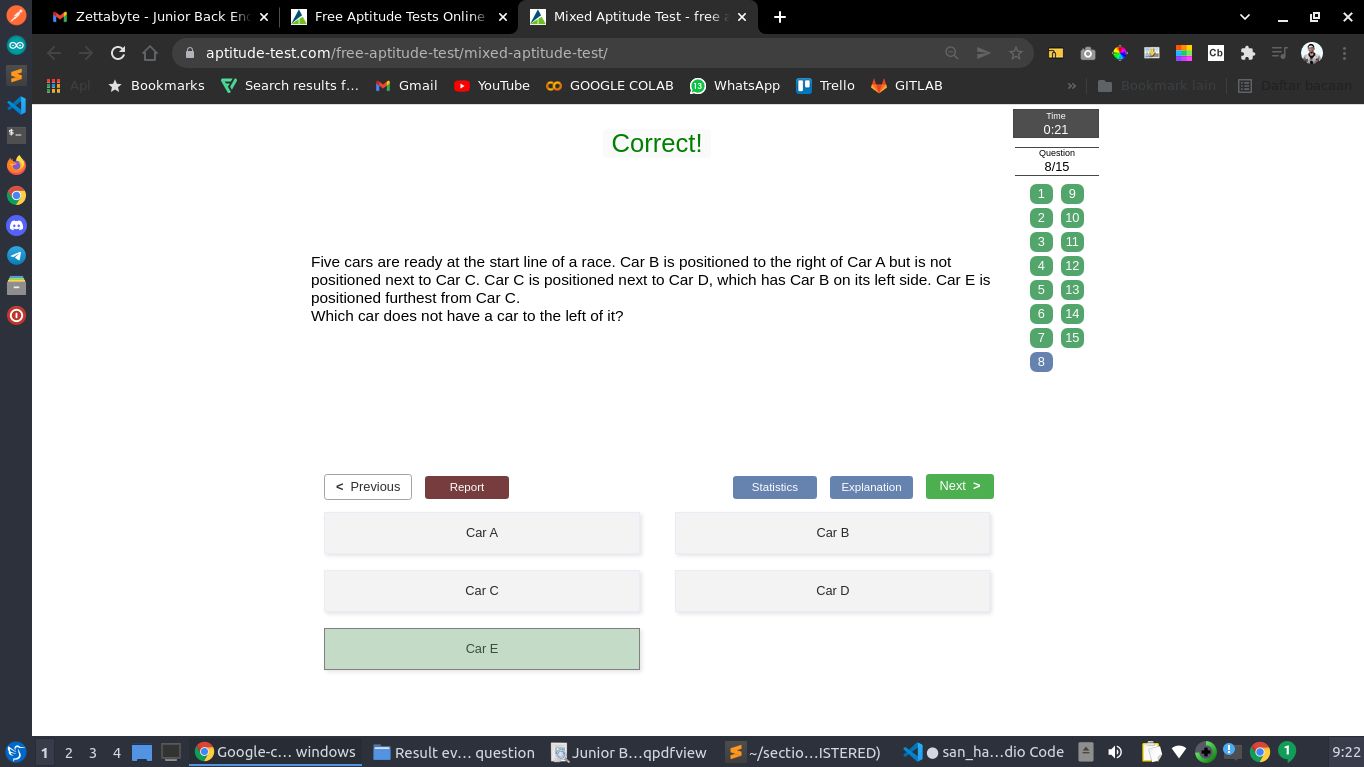 Zettabyte - Junior Back En
Free Aptitude Tests Online
Mixed Aptitude Test - free a
aptitude-test.com/free-aptitude-test/mixed-aptitude-test/
Apl
Bookmarks
Search results f...
Gmail
YouTube
GOOGLE COLAB
13
WhatsApp
Trello
GITLAB
»
Bookmark lain
Daftar bacaan
Cb
Correct!
Time
0:21
Question
8/15
1 9
2 10
3 11
4 12
5 13
6 14
7 15
8
Five cars are ready at the start line of a race. Car B is positioned to the right of Car A but is not
positioned next to Car C. Car C is positioned next to Car D, which has Car B on its left side. Car E is
positioned furthest from Car C.
Which car does not have a car to the left of it?
< Previous
Report
Statistics
Explanation
Next >
Car A
Car B
Car C
Car D
Car E
1 2 3 4
Google-c... windows
Result ev... question
Junior B...qpdfview
~/sectio...ISTERED)
● san_ha...dio Code
1
9:22